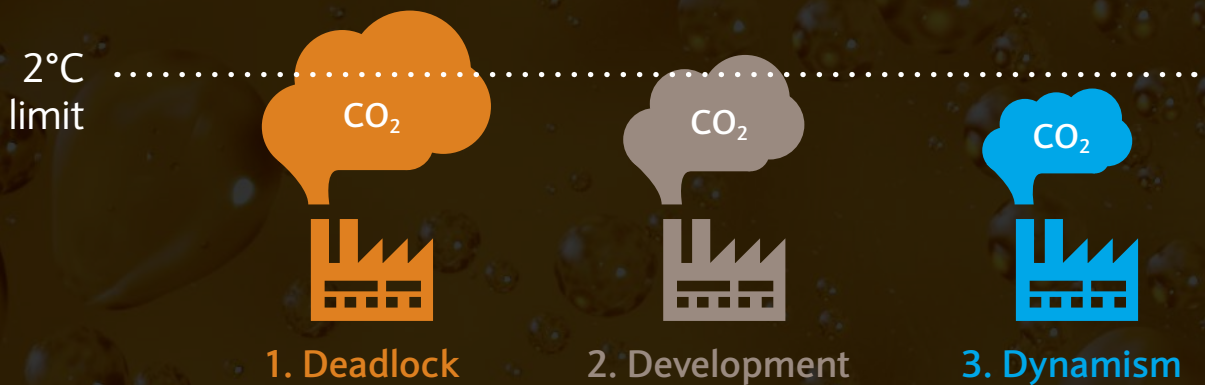 2°C
limit
CO₂
CO₂
CO₂
1. Deadlock
2. Development
3. Dynamism